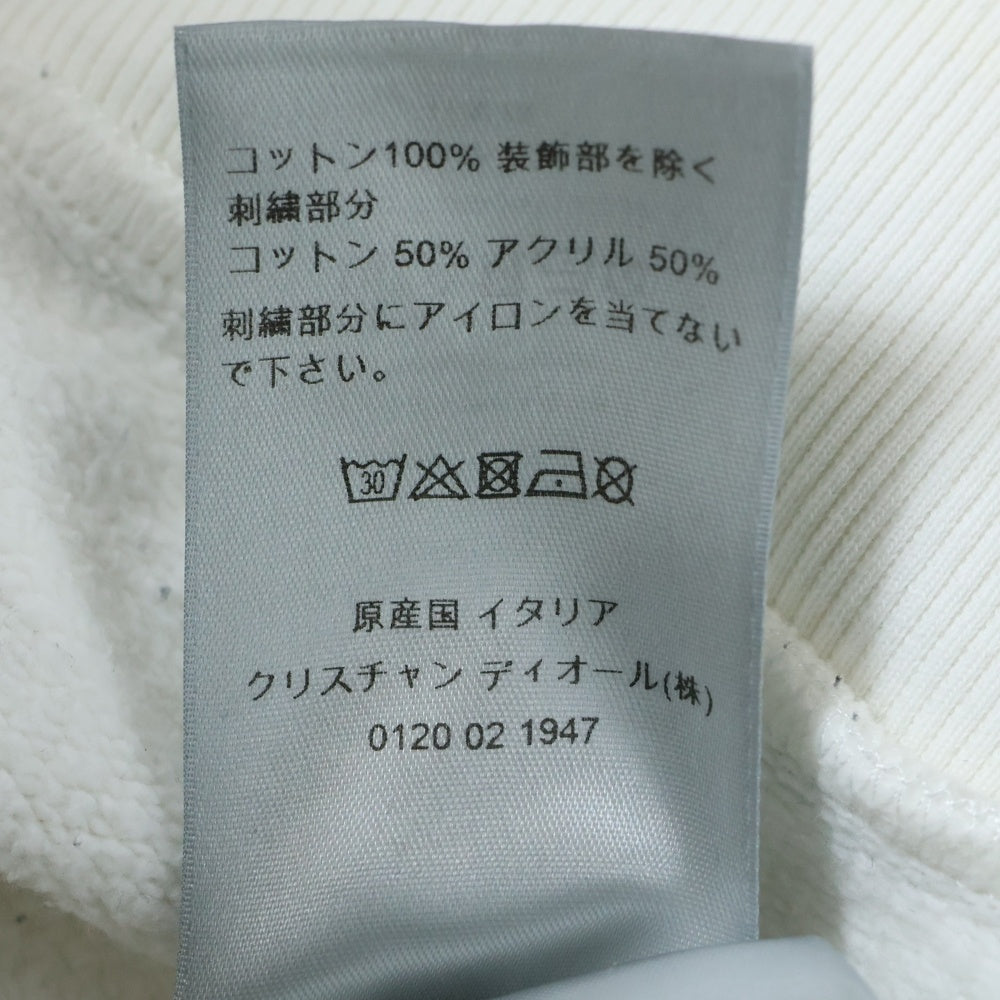 コットン100% 装飾部を除く
刺繍部分
コットン 50% アクリル 50%
刺繍部分にアイロンを当てない
で下さい。
30
原産国 イタリア
クリスチャン ディオール(株)
0120 02 1947